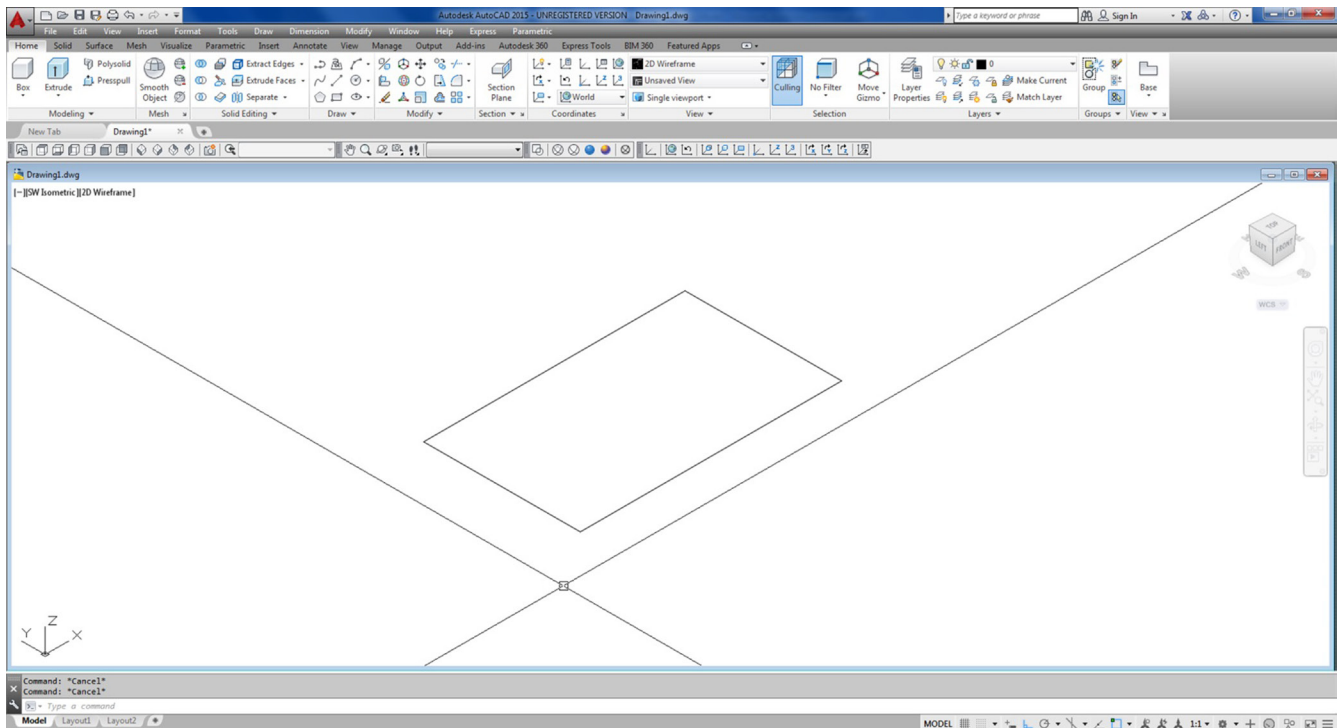 Autodesk AutoCAD 2015 - UNREGISTERED VERSION Drawing1.dwg
Type a keyword or phrase
Sign In
File Edit View Insert Format Tools Draw Dimension Modify Window Help Express Parametric
Home Solid Surface Mesh Visualize Parametric Insert Annotate View Manage Output Add-ins Autodesk 360 Express Tools BIM 360 Featured Apps
Polysolid
Presspull
Box
Extrude
Smooth
Object
Extract Edges
Extrude Faces
Separate
Section
Plane
World
2D Wireframe
Unsaved View
Single viewport
Culling
No Filter
Move
Gizmo
Layer
Properties
0
Make Current
Match Layer
Group
Base
Modeling Mesh Solid Editing Draw Modify Section Coordinates View Selection Layers Groups View
New Tab Drawing1*
Drawing1.dwg
[−][SW Isometric][2D Wireframe]
TOP
LEFT
FRONT
WCS
Z
Y
X
Command: *Cancel*
Command: *Cancel*
Type a command
Model Layout1 Layout2
MODEL
1:1